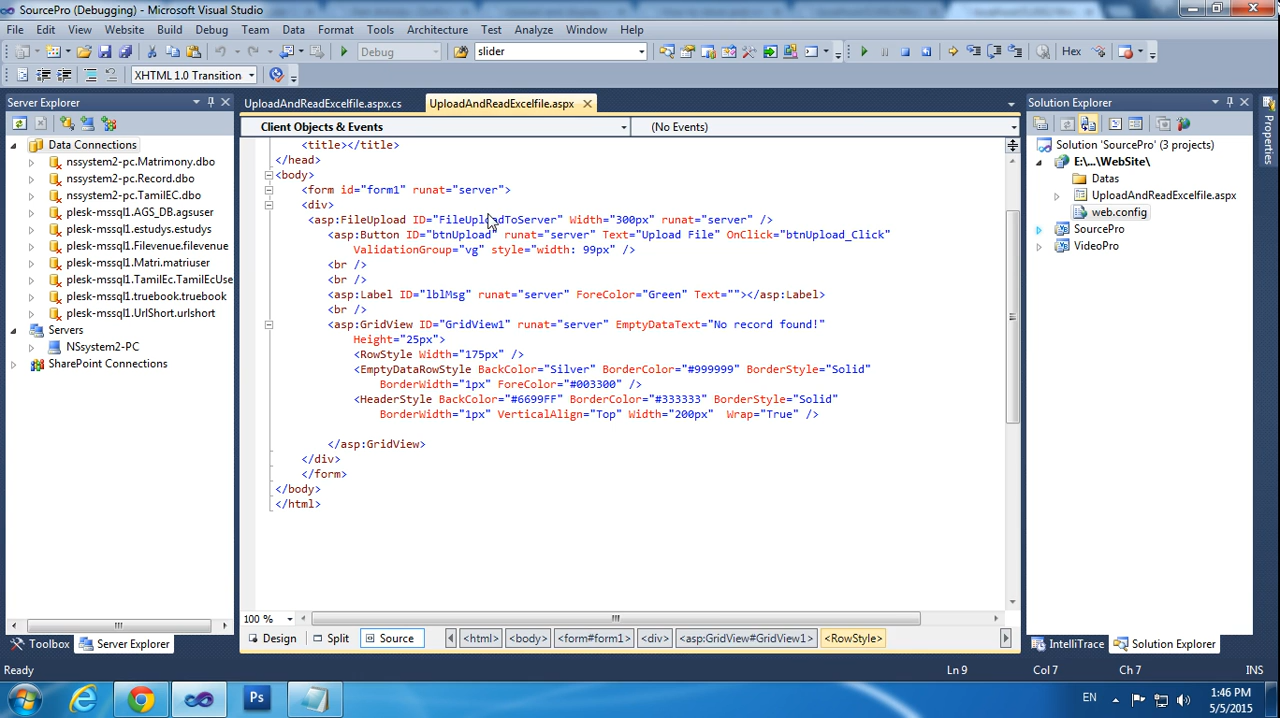 SourcePro (Debugging) - Microsoft Visual Studio
File Edit View Website Build Debug Team Data Format Tools Architecture Test Analyze Window Help
Debug slider Hex
XHTML 1.0 Transition
Server Explorer
Data Connections
nssystem2-pc.Matrimony.dbo
nssystem2-pc.Record.dbo
nssystem2-pc.TamilEC.dbo
plesk-mssql1.AGS_DB.agsuser
plesk-mssql1.estudys.estudys
plesk-mssql1.Filevenue.filevenue
plesk-mssql1.Matri.matriuser
plesk-mssql1.TamilEc.TamilEcUse
plesk-mssql1.truebook.truebook
plesk-mssql1.UrlShort.urlshort
Servers
NSsystem2-PC
SharePoint Connections
Toolbox Server Explorer
UploadAndReadExcelfile.aspx.cs UploadAndReadExcelfile.aspx
Client Objects & Events (No Events)
<title></title>
</head>
<body>
<form id="form1" runat="server">
<div>
<asp:FileUpload ID="FileUploadToServer" Width="300px" runat="server" />
<asp:Button ID="btnUpload" runat="server" Text="Upload File" OnClick="btnUpload_Click"
ValidationGroup="vg" style="width: 99px" />
<br />
<br />
<asp:Label ID="lblMsg" runat="server" ForeColor="Green" Text=""></asp:Label>
<br />
<asp:GridView ID="GridView1" runat="server" EmptyDataText="No record found!"
Height="25px">
<RowStyle Width="175px" />
<EmptyDataRowStyle BackColor="Silver" BorderColor="#999999" BorderStyle="Solid"
BorderWidth="1px" ForeColor="#003300" />
<HeaderStyle BackColor="#6699FF" BorderColor="#333333" BorderStyle="Solid"
BorderWidth="1px" VerticalAlign="Top" Width="200px" Wrap="True" />
</asp:GridView>
</div>
</form>
</body>
</html>
100 %
Design Split Source <html> <body> <form#form1> <div> <asp:GridView#GridView1> <RowStyle>
Solution Explorer
Solution 'SourcePro' (3 projects)
E:\...\WebSite\
Datas
UploadAndReadExcelfile.aspx
web.config
SourcePro
VideoPro
IntelliTrace Solution Explorer
Properties
Ready Ln 9 Col 7 Ch 7 INS
Ps EN 1:46 PM
5/5/2015